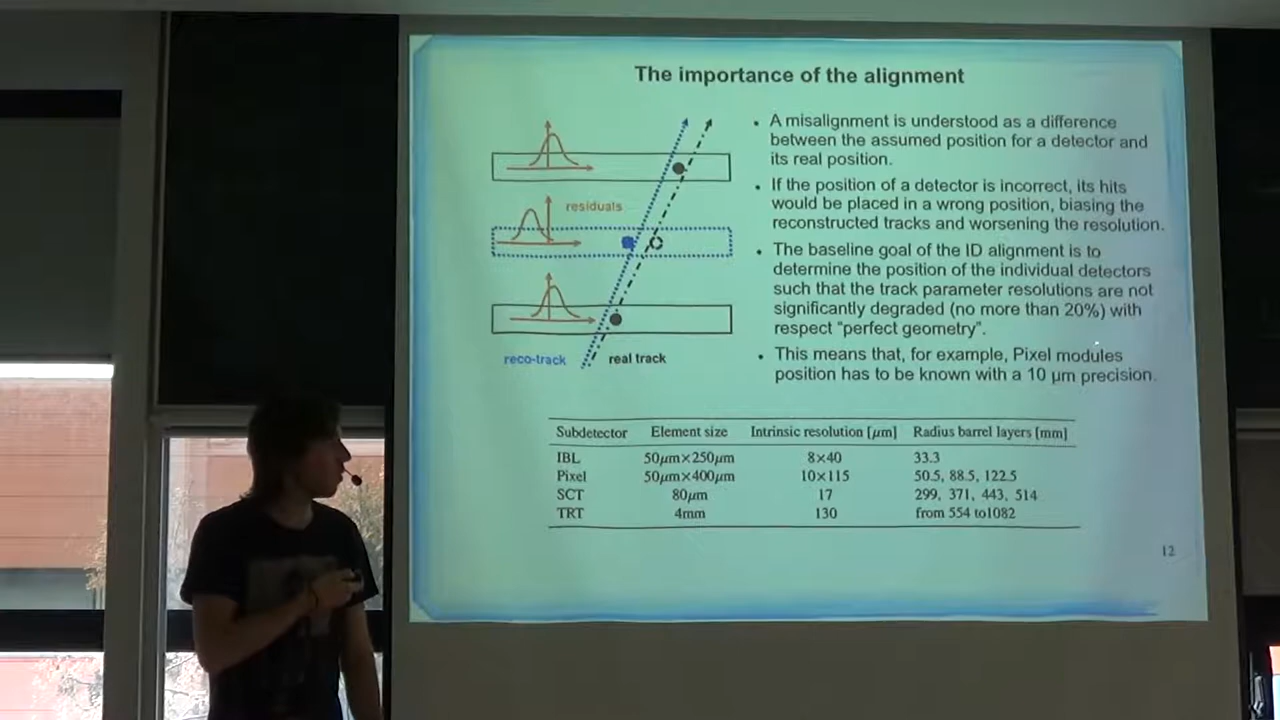 The importance of the alignment
residuals
reco-track
real track
• A misalignment is understood as a difference
between the assumed position for a detector and
its real position.
• If the position of a detector is incorrect, its hits
would be placed in a wrong position, biasing the
reconstructed tracks and worsening the resolution.
• The baseline goal of the ID alignment is to
determine the position of the individual detectors
such that the track parameter resolutions are not
significantly degraded (no more than 20%) with
respect "perfect geometry".
• This means that, for example, Pixel modules
position has to be known with a 10 µm precision.
Subdetector Element size Intrinsic resolution [µm] Radius barrel layers [mm]
IBL 50µm×250µm 8×40 33.3
Pixel 50µm×400µm 10×115 50.5, 88.5, 122.5
SCT 80µm 17 299, 371, 443, 514
TRT 4mm 130 from 554 to1082
12